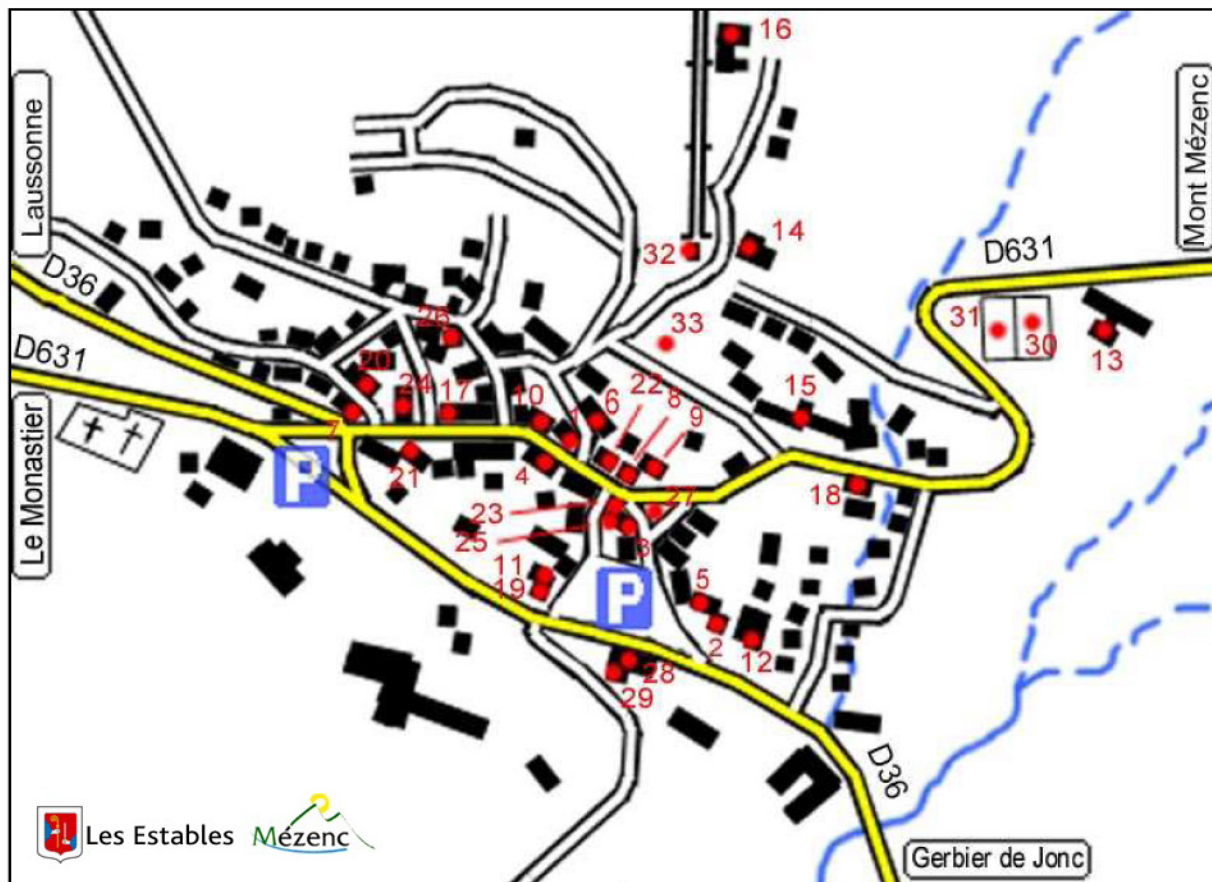 16
Laussonne
Mont Mézenc
D631
32
14
D36
33
31
30
13
26
D631
20
24
17
10
1
6
22
8
9
15
7
Le Monastier
P
21
4
18
23
27
25
3
11
19
P
5
2
12
28
29
D36
Les Estables
Mézenc
Gerbier de Jonc